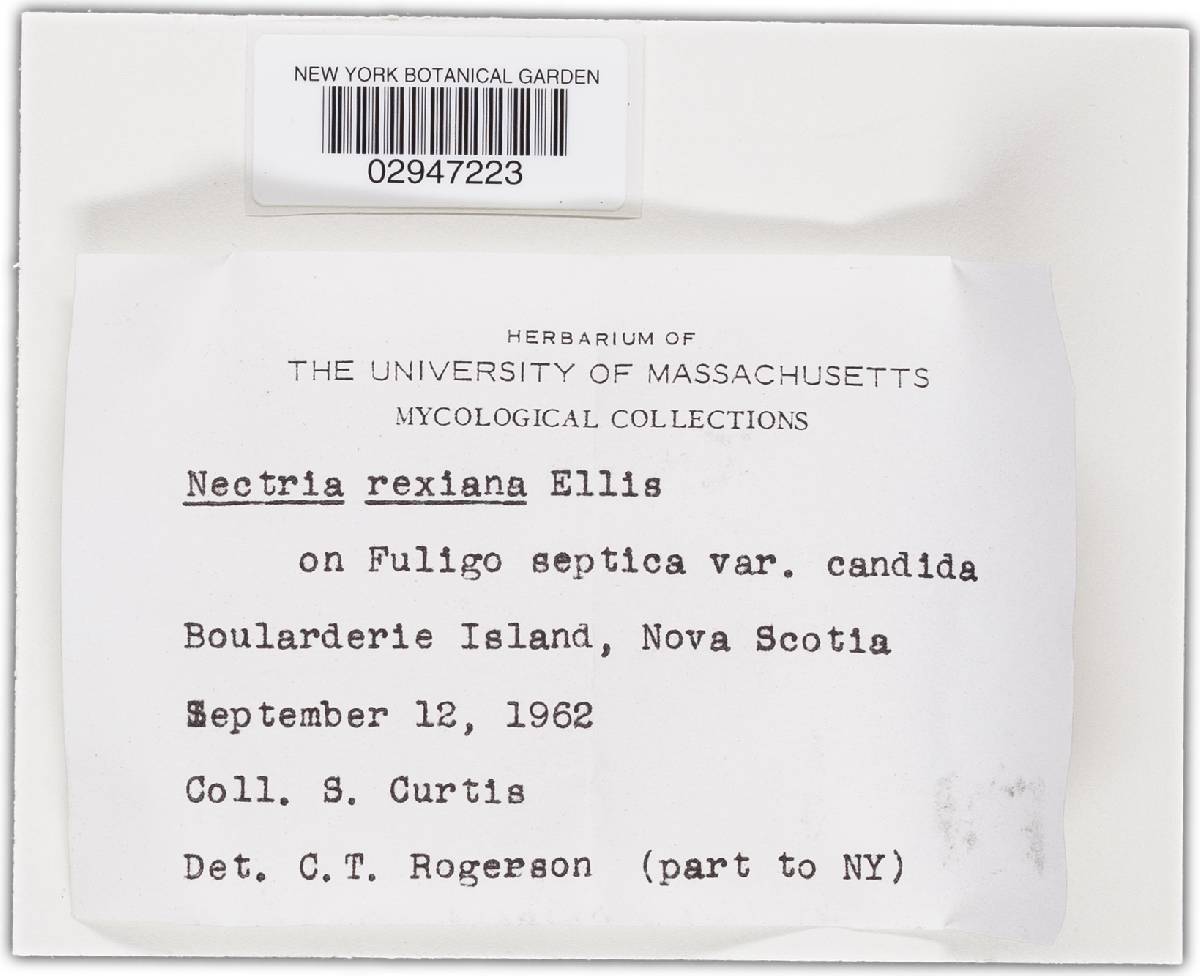 NEW YORK BOTANICAL GARDEN
02947223
HERBARIUM OF
THE UNIVERSITY OF MASSACHUSETTS
MYCOLOGICAL COLLECTIONS
Nectria rexiana Ellis
on Fuligo septica var. candida
Boularderie Island, Nova Scotia
September 12, 1962
Coll. S. Curtis
Det. C.T. Rogerson (part to NY)